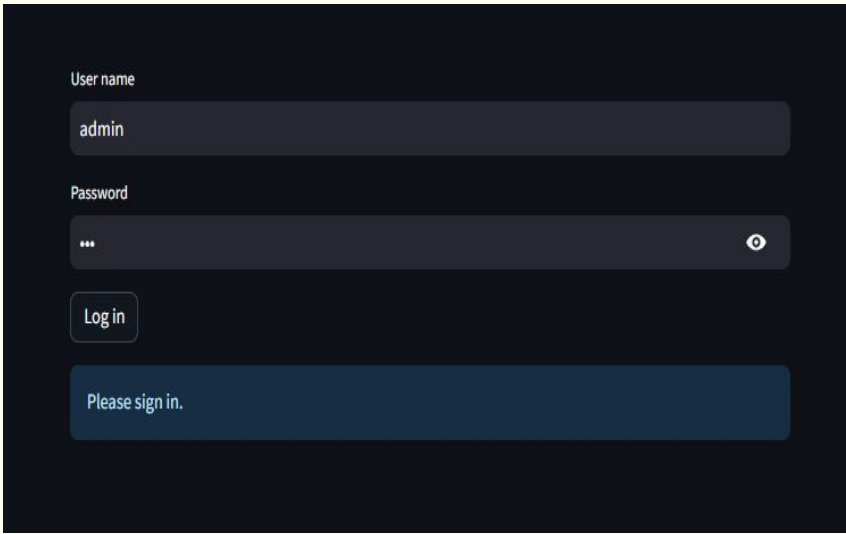 User name
admin
Password
•••
Log in
Please sign in.